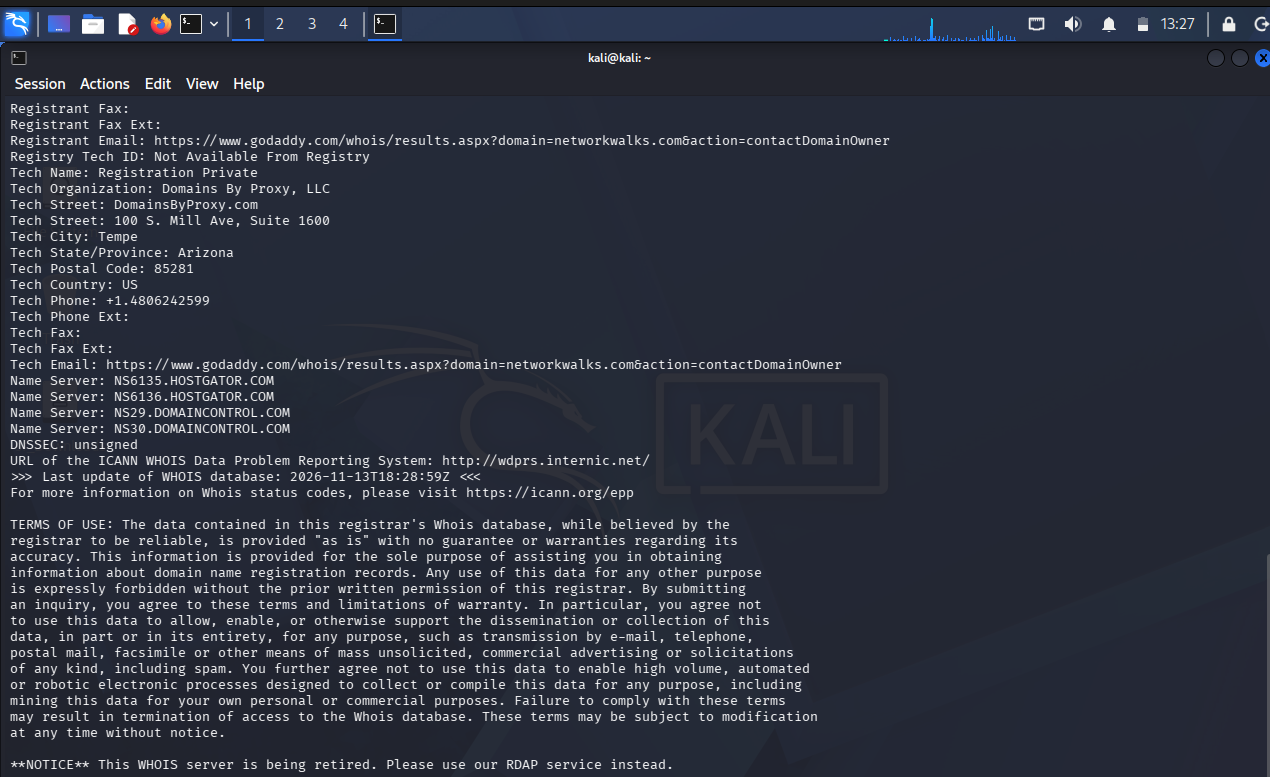 1 2 3 4 13:27
kali@kali: ~
Session Actions Edit View Help
Registrant Fax:
Registrant Fax Ext:
Registrant Email: https://www.godaddy.com/whois/results.aspx?domain=networkwalks.com&action=contactDomainOwner
Registry Tech ID: Not Available From Registry
Tech Name: Registration Private
Tech Organization: Domains By Proxy, LLC
Tech Street: DomainsByProxy.com
Tech Street: 100 S. Mill Ave, Suite 1600
Tech City: Tempe
Tech State/Province: Arizona
Tech Postal Code: 85281
Tech Country: US
Tech Phone: +1.4806242599
Tech Phone Ext:
Tech Fax:
Tech Fax Ext:
Tech Email: https://www.godaddy.com/whois/results.aspx?domain=networkwalks.com&action=contactDomainOwner
Name Server: NS6135.HOSTGATOR.COM
Name Server: NS6136.HOSTGATOR.COM
Name Server: NS29.DOMAINCONTROL.COM
Name Server: NS30.DOMAINCONTROL.COM
DNSSEC: unsigned
URL of the ICANN WHOIS Data Problem Reporting System: http://wdprs.internic.net/
>>> Last update of WHOIS database: 2026-11-13T18:28:59Z <<<
For more information on Whois status codes, please visit https://icann.org/epp
KALI
TERMS OF USE: The data contained in this registrar's Whois database, while believed by the
registrar to be reliable, is provided "as is" with no guarantee or warranties regarding its
accuracy. This information is provided for the sole purpose of assisting you in obtaining
information about domain name registration records. Any use of this data for any other purpose
is expressly forbidden without the prior written permission of this registrar. By submitting
an inquiry, you agree to these terms and limitations of warranty. In particular, you agree not
to use this data to allow, enable, or otherwise support the dissemination or collection of this
data, in part or in its entirety, for any purpose, such as transmission by e-mail, telephone,
postal mail, facsimile or other means of mass unsolicited, commercial advertising or solicitations
of any kind, including spam. You further agree not to use this data to enable high volume, automated
or robotic electronic processes designed to collect or compile this data for any purpose, including
mining this data for your own personal or commercial purposes. Failure to comply with these terms
may result in termination of access to the Whois database. These terms may be subject to modification
at any time without notice.
**NOTICE** This WHOIS server is being retired. Please use our RDAP service instead.